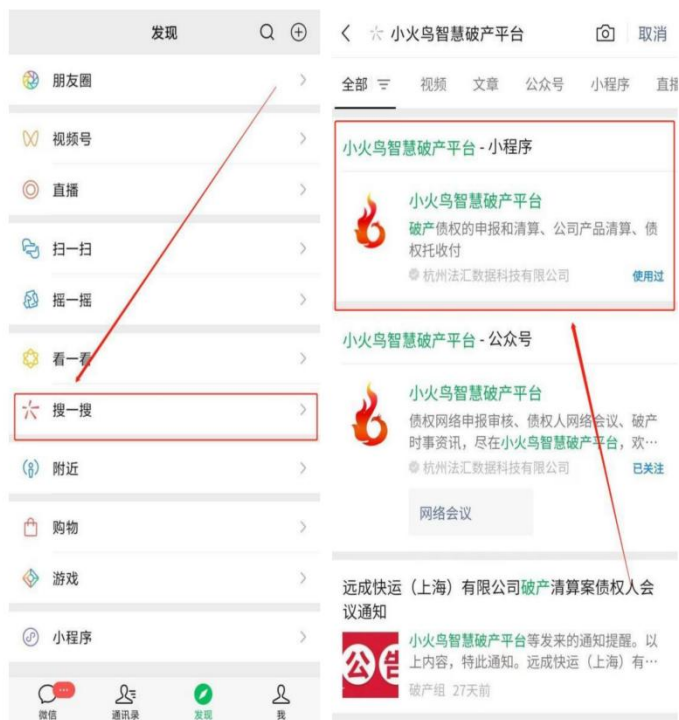 发现
朋友圈
视频号
直播
扫一扫
摇一摇
看一看
搜一搜
附近
购物
游戏
小程序
微信
通讯录
发现
我
小火鸟智慧破产平台
取消
全部
视频
文章
公众号
小程序
直播
小火鸟智慧破产平台 - 小程序
小火鸟智慧破产平台
破产债权的申报和清算、公司产品清算、债
权托收付
杭州法汇数据科技有限公司
使用过
小火鸟智慧破产平台 - 公众号
小火鸟智慧破产平台
债权网络申报审核、债权人网络会议、破产
时事资讯，尽在小火鸟智慧破产平台，欢…
杭州法汇数据科技有限公司
已关注
网络会议
远成快运（上海）有限公司破产清算案债权人会
议通知
公告
小火鸟智慧破产平台等发来的通知提醒。以
上内容，特此通知。远成快运（上海）有…
破产组 27天前